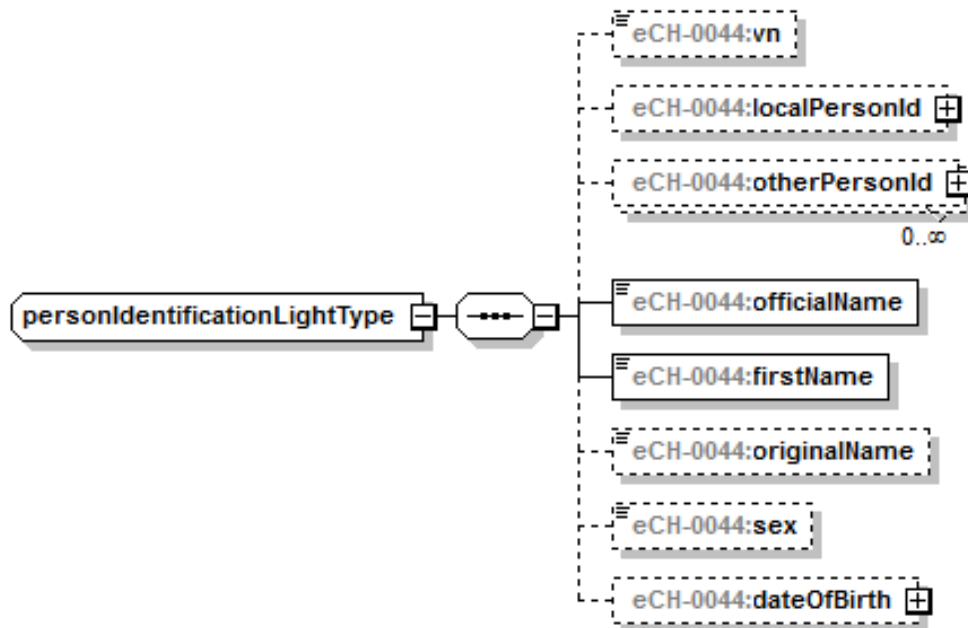 eCH-0044:vn
eCH-0044:localPersonId
eCH-0044:otherPersonId
0..∞
personIdentificationLightType
eCH-0044:officialName
eCH-0044:firstName
eCH-0044:originalName
eCH-0044:sex
eCH-0044:dateOfBirth